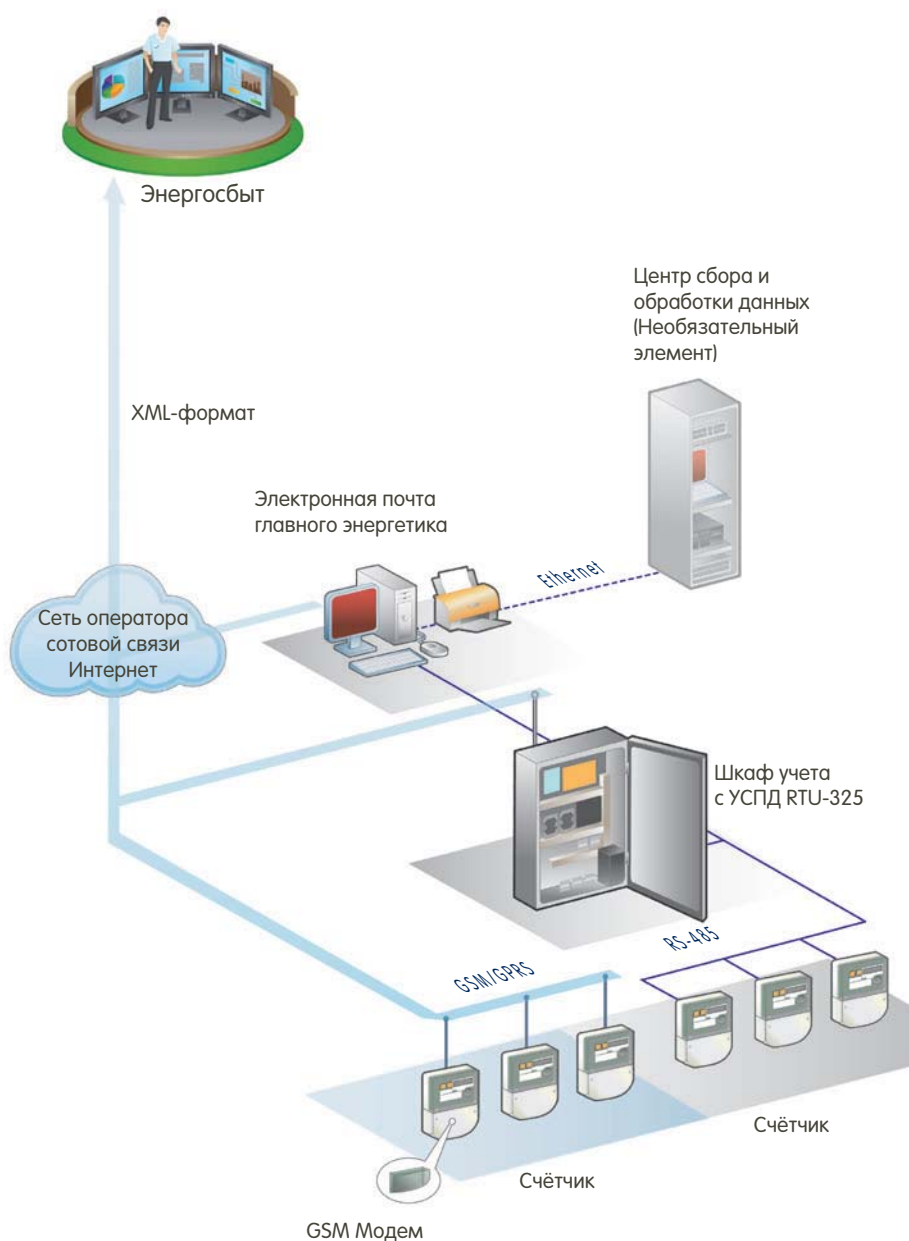 Энергосбыт
Центр сбора и
обработки данных
(Необязательный
элемент)
XML-формат
Электронная почта
главного энергетика
Ethernet
Сеть оператора
сотовой связи
Интернет
Шкаф учета
с УСПД RTU-325
RS-485
GSM/GPRS
Счётчик
Счётчик
GSM Модем